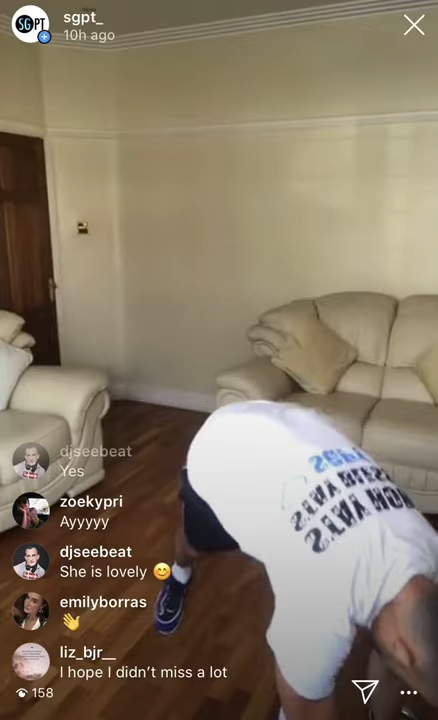 SGPT
sgpt_
10h ago
djseebeat
Yes
zoekypri
Ayyyyy
djseebeat
She is lovely 😊
emilyborras
👋
liz_bjr__
I hope I didn't miss a lot
158
STAY